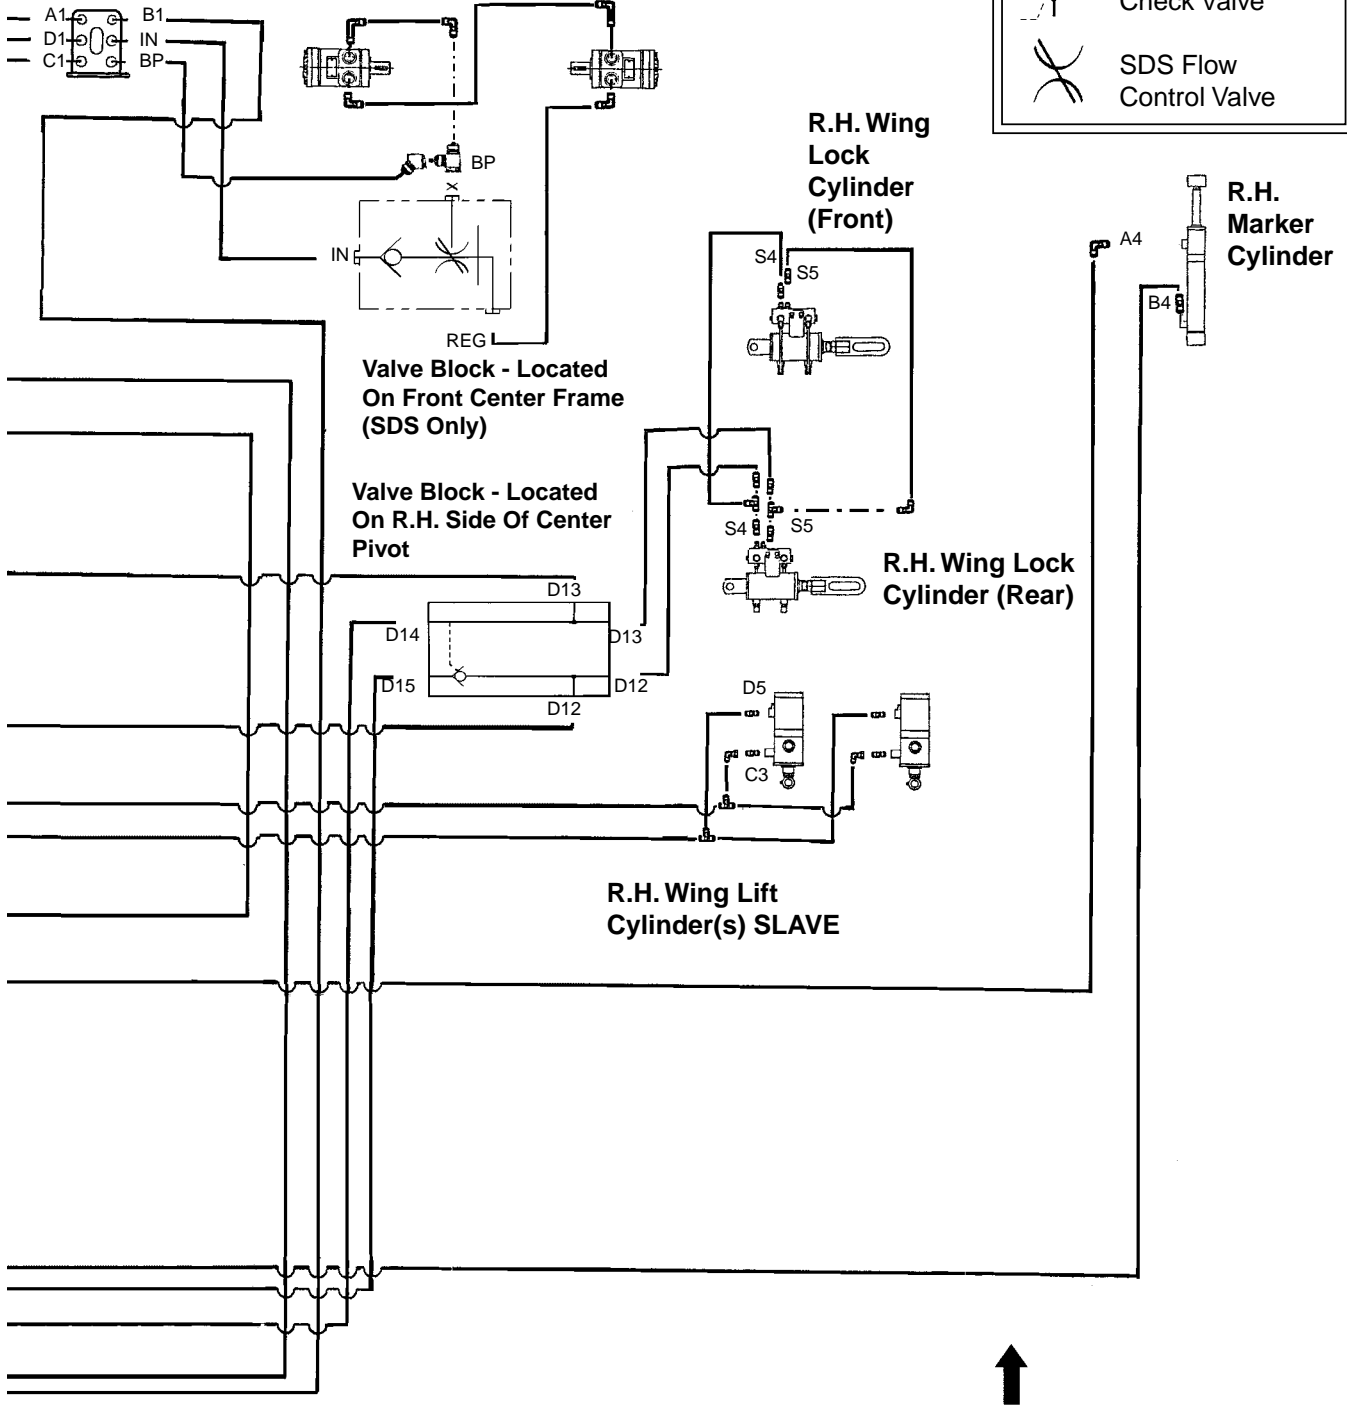 Check Valve
SDS Flow
Control Valve
A1
B1
D1
IN
C1
BP
BP
X
IN
REG
Valve Block - Located
On Front Center Frame
(SDS Only)
R.H. Wing
Lock
Cylinder
(Front)
S4
S5
A4
B4
R.H.
Marker
Cylinder
Valve Block - Located
On R.H. Side Of Center
Pivot
S4
S5
R.H. Wing Lock
Cylinder (Rear)
D13
D14
D13
D15
D12
D12
D5
C3
R.H. Wing Lift
Cylinder(s) SLAVE